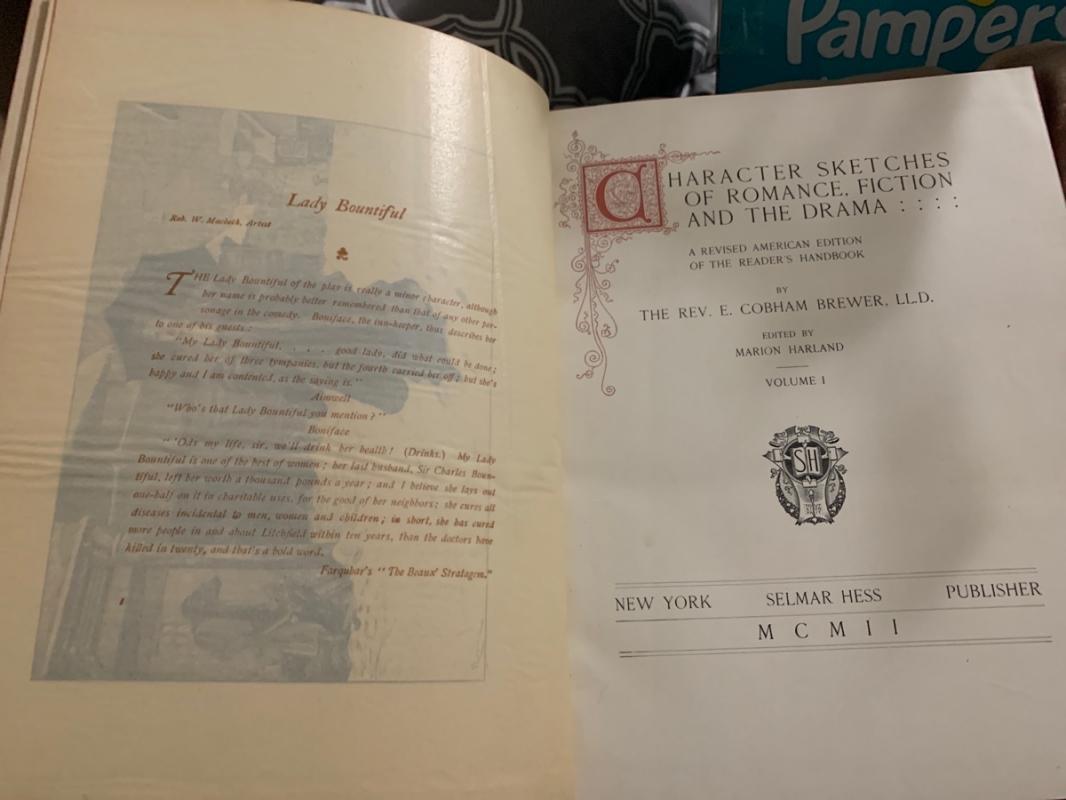 Pampers
Lady Bountiful
Rob. W. Macbeth, Artist
THE Lady Bountiful of the play is really a minor character, although
her name is probably better remembered than that of any other per-
sonage in the comedy. Boniface, the inn-keeper, thus describes her
to one of his guests:
"My Lady Bountiful. . . . good lady, did what could be done;
she cured her of three tympanies, but the fourth carried her off; but she's
happy and I am contented, as the saying is."
Aimwell
"Who's that Lady Bountiful you mention?"
Boniface
"'Ods my life, sir, we'll drink her health! (Drinks.) My Lady
Bountiful is one of the best of women; her last husband, Sir Charles Boun-
tiful, left her worth a thousand pounds a year; and I believe she lays out
one-half on it in charitable uses, for the good of her neighbors; she cures all
diseases incidental to men, women and children; in short, she has cured
more people in and about Litchfield within ten years, than the doctors have
killed in twenty, and that's a bold word.
Farquhar's "The Beaux' Stratagem."
CHARACTER SKETCHES
OF ROMANCE, FICTION
AND THE DRAMA : : : :
A REVISED AMERICAN EDITION
OF THE READER'S HANDBOOK
BY
THE REV. E. COBHAM BREWER, LL.D.
EDITED BY
MARION HARLAND
VOLUME I
SH
NEW YORK SELMAR HESS PUBLISHER
MCMII